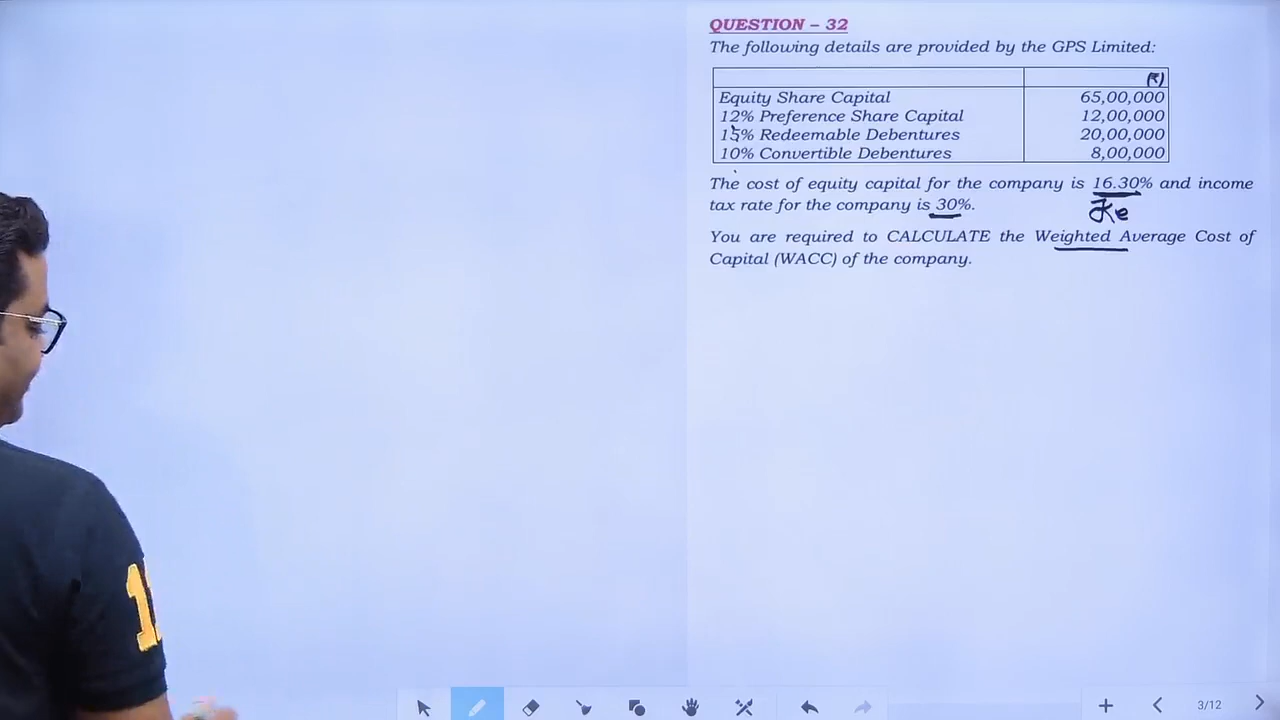 QUESTION – 32
The following details are provided by the GPS Limited:
(₹)
Equity Share Capital 65,00,000
12% Preference Share Capital 12,00,000
15% Redeemable Debentures 20,00,000
10% Convertible Debentures 8,00,000
The cost of equity capital for the company is 16.30% and income
tax rate for the company is 30%.
Ke
You are required to CALCULATE the Weighted Average Cost of
Capital (WACC) of the company.
3/12